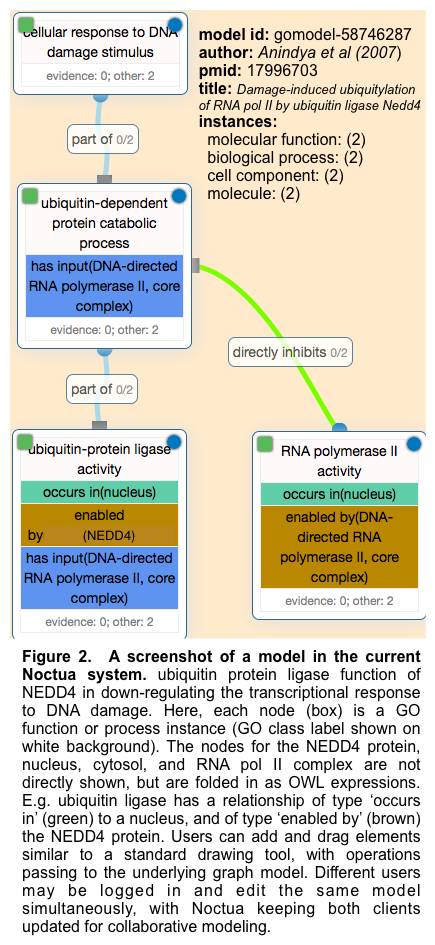 cellular response to DNA
damage stimulus
evidence: 0; other: 2
model id: gomodel-58746287
author: Anindya et al (2007)
pmid: 17996703
title: Damage-induced ubiquitylation
of RNA pol II by ubiquitin ligase Nedd4
instances:
molecular function: (2)
biological process: (2)
cell component: (2)
molecule: (2)
part of 0/2
ubiquitin-dependent
protein catabolic
process
has input(DNA-directed
RNA polymerase II, core
complex)
evidence: 0; other: 2
directly inhibits 0/2
part of 0/2
ubiquitin-protein ligase
activity
occurs in(nucleus)
enabled
by (NEDD4)
has input(DNA-directed
RNA polymerase II, core
complex)
evidence: 0; other: 2
RNA polymerase II
activity
occurs in(nucleus)
enabled by(DNA-
directed RNA
polymerase II, core
complex)
evidence: 0; other: 2
Figure 2. A screenshot of a model in the current
Noctua system. ubiquitin protein ligase function of
NEDD4 in down-regulating the transcriptional response
to DNA damage. Here, each node (box) is a GO
function or process instance (GO class label shown on
white background). The nodes for the NEDD4 protein,
nucleus, cytosol, and RNA pol II complex are not
directly shown, but are folded in as OWL expressions.
E.g. ubiquitin ligase has a relationship of type ‘occurs
in’ (green) to a nucleus, and of type ‘enabled by’ (brown)
the NEDD4 protein. Users can add and drag elements
similar to a standard drawing tool, with operations
passing to the underlying graph model. Different users
may be logged in and edit the same model
simultaneously, with Noctua keeping both clients
updated for collaborative modeling.